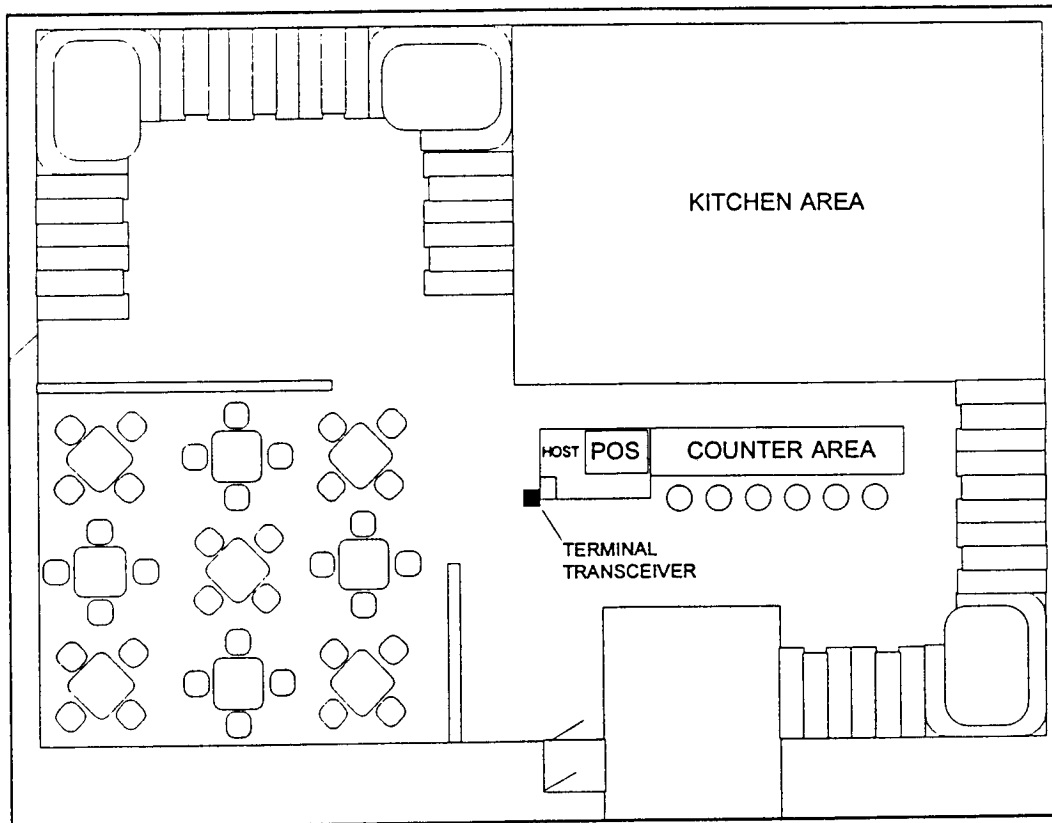 KITCHEN AREA
HOST
POS
COUNTER AREA
TERMINAL
TRANSCEIVER